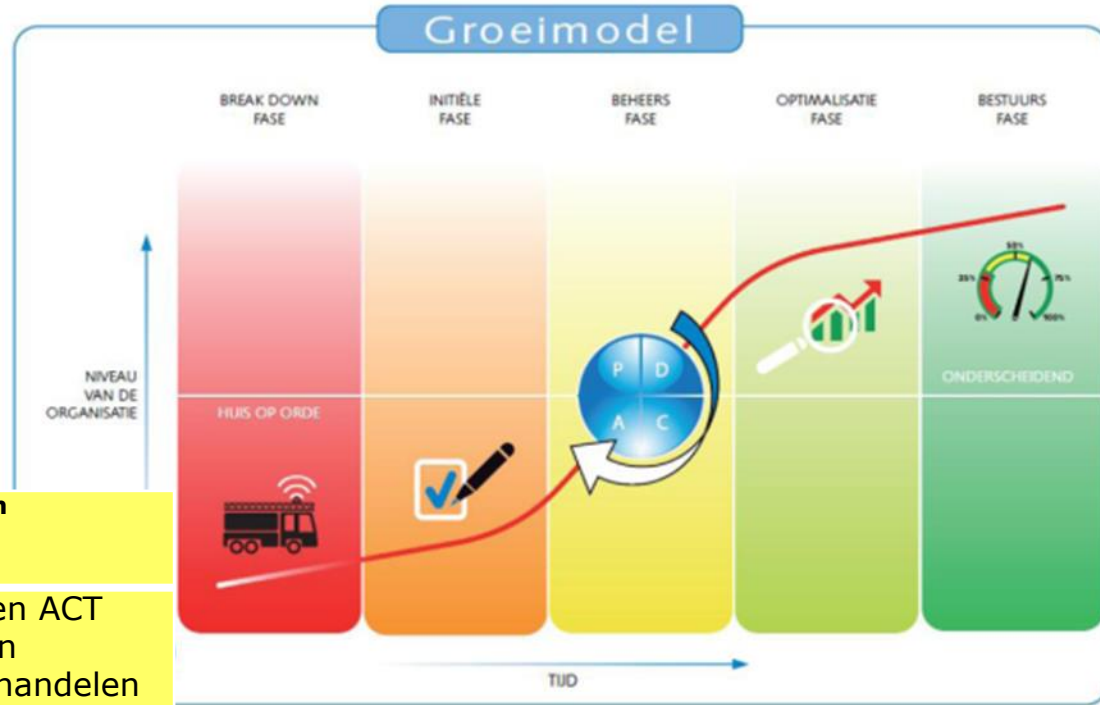 Groeimodel
BREAK DOWN
FASE
INITIËLE
FASE
BEHEERS
FASE
OPTIMALISATIE
FASE
BESTUURS
FASE
NIVEAU
VAN DE
ORGANISATIE
HUIS OP ORDE
P D
A C
0%
25%
50%
75%
100%
ONDERSCHEIDEND
en ACT
handelen
TIJD